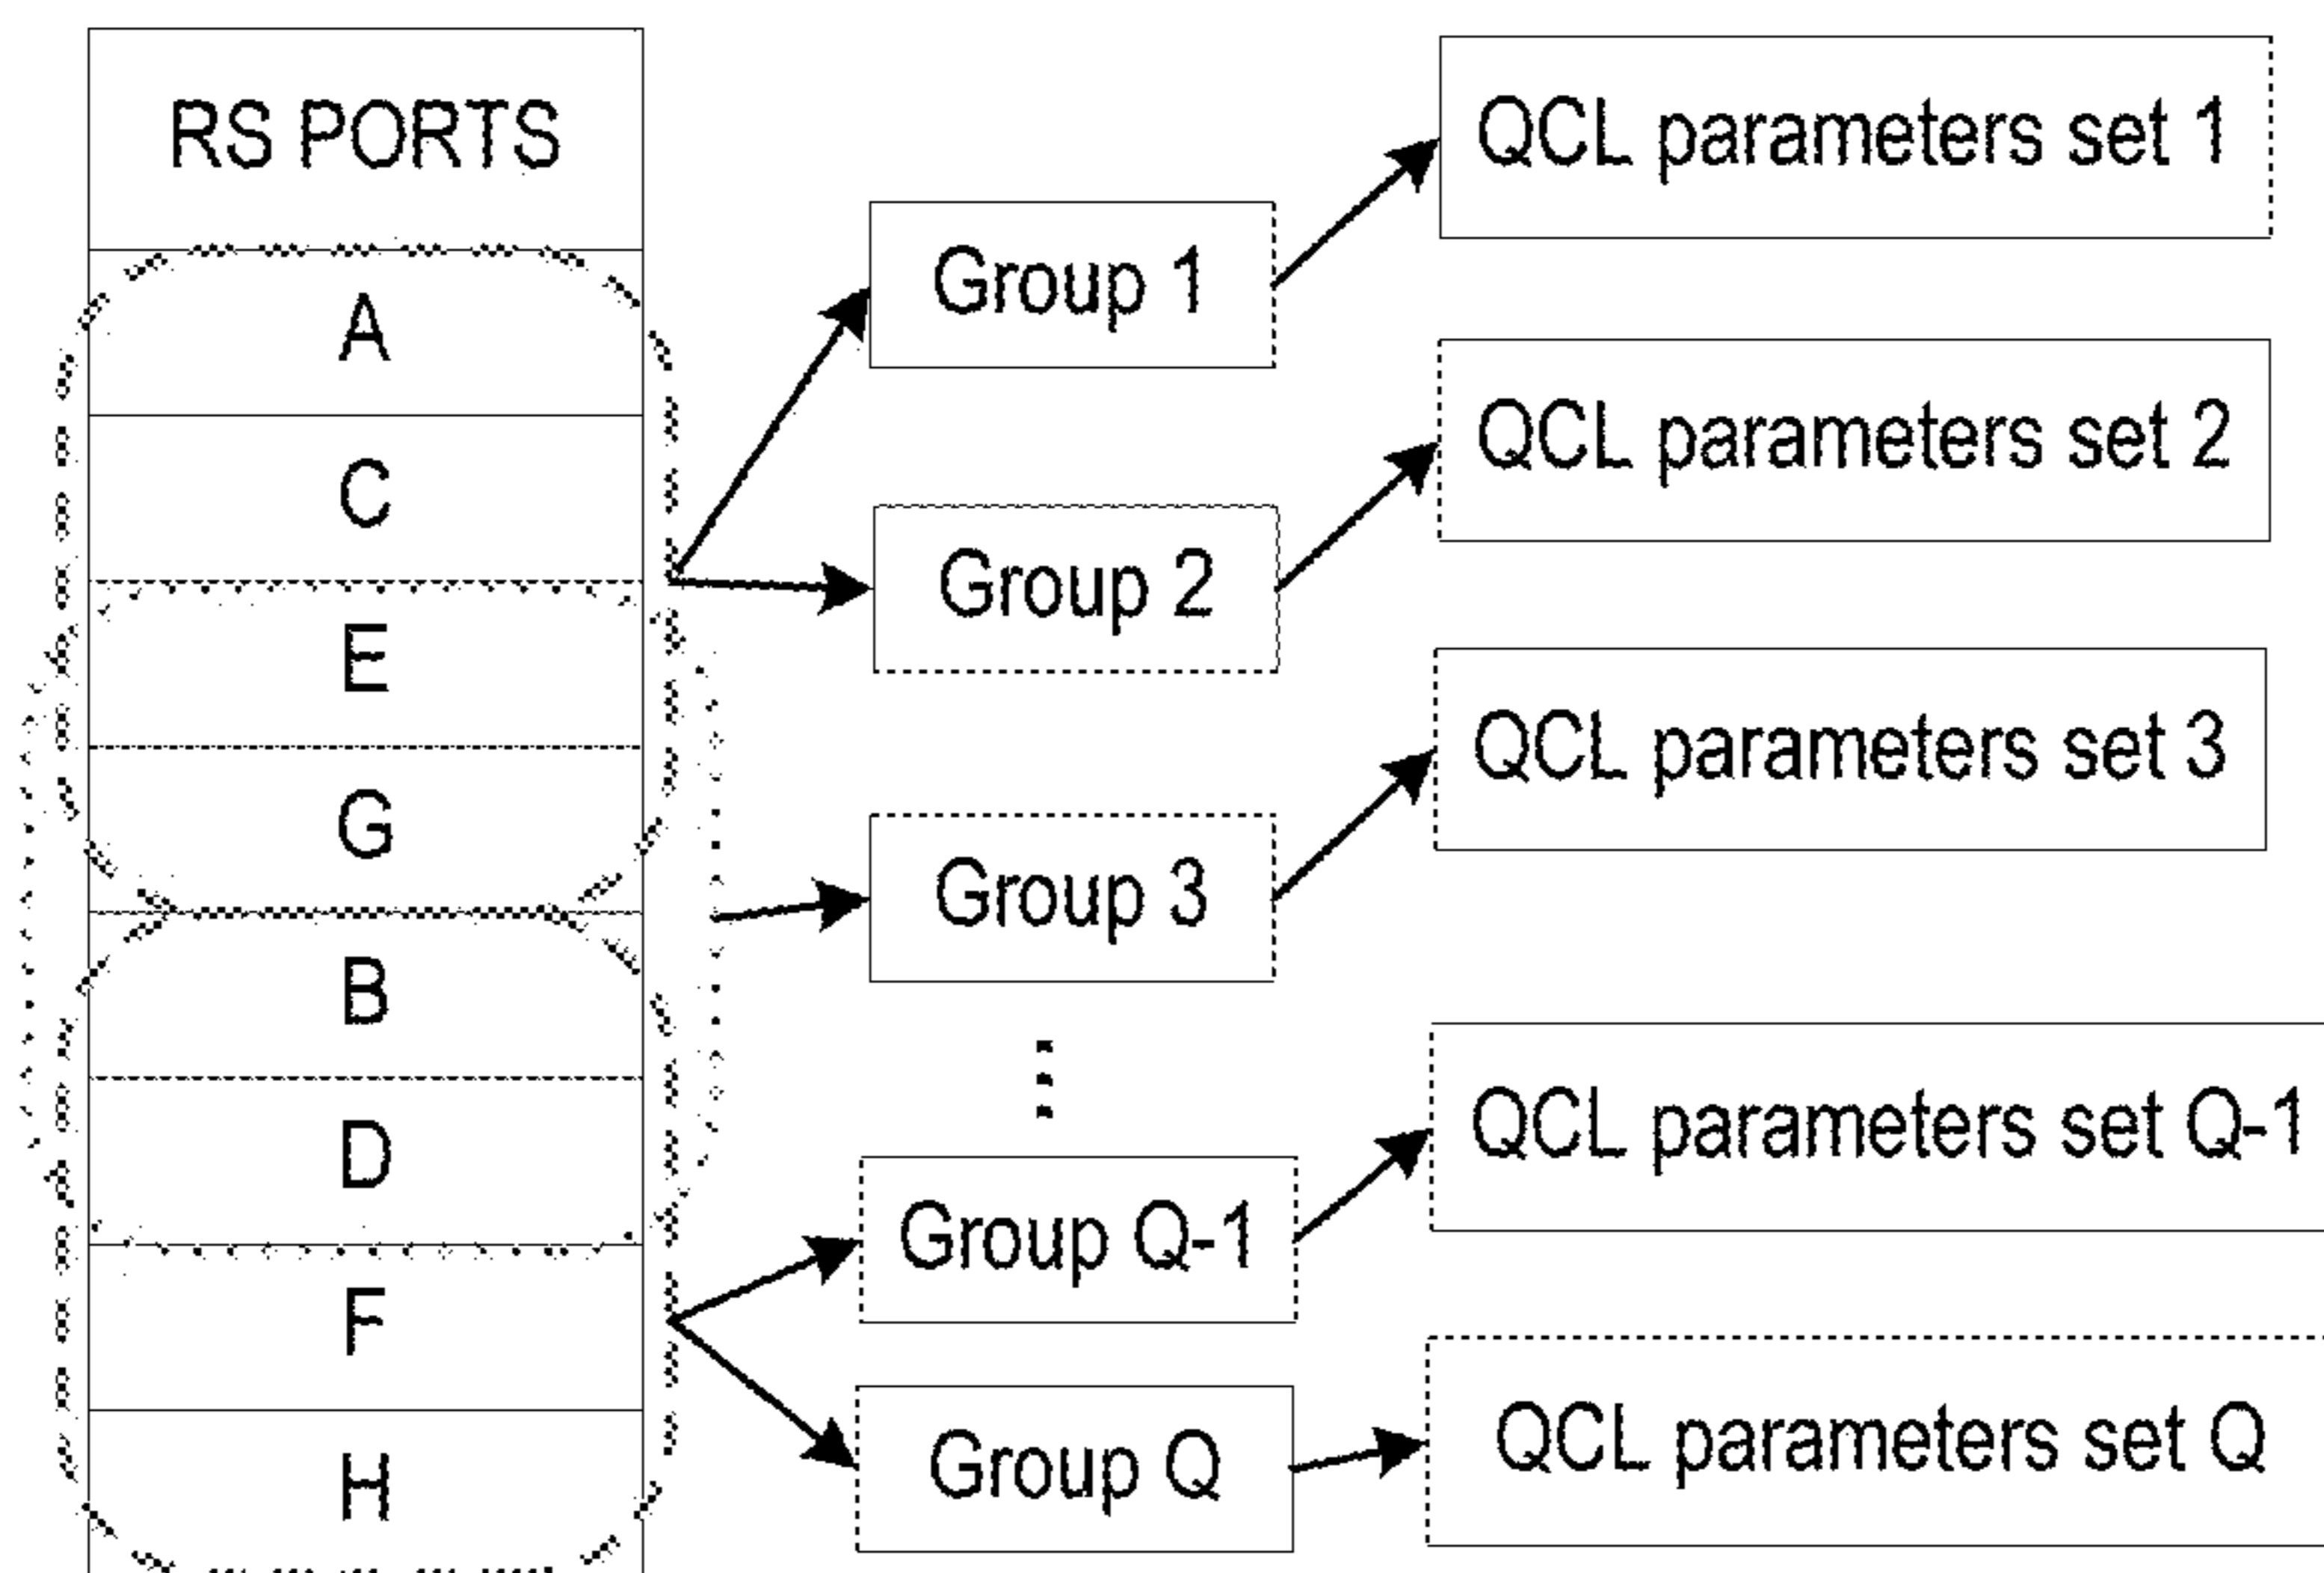 RS PORTS
A
C
E
G
B
D
F
H
Group 1
Group 2
Group 3
⋮
Group Q-1
Group Q
QCL parameters set 1
QCL parameters set 2
QCL parameters set 3
QCL parameters set Q-1
QCL parameters set Q